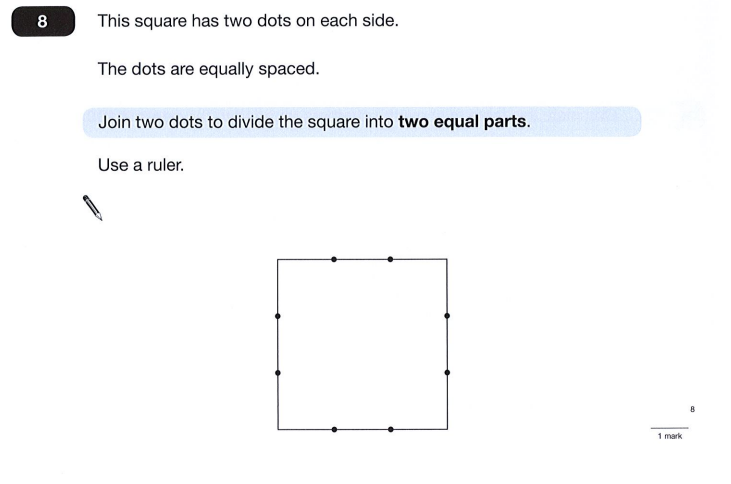 8
This square has two dots on each side.
The dots are equally spaced.
Join two dots to divide the square into two equal parts.
Use a ruler.
8
1 mark